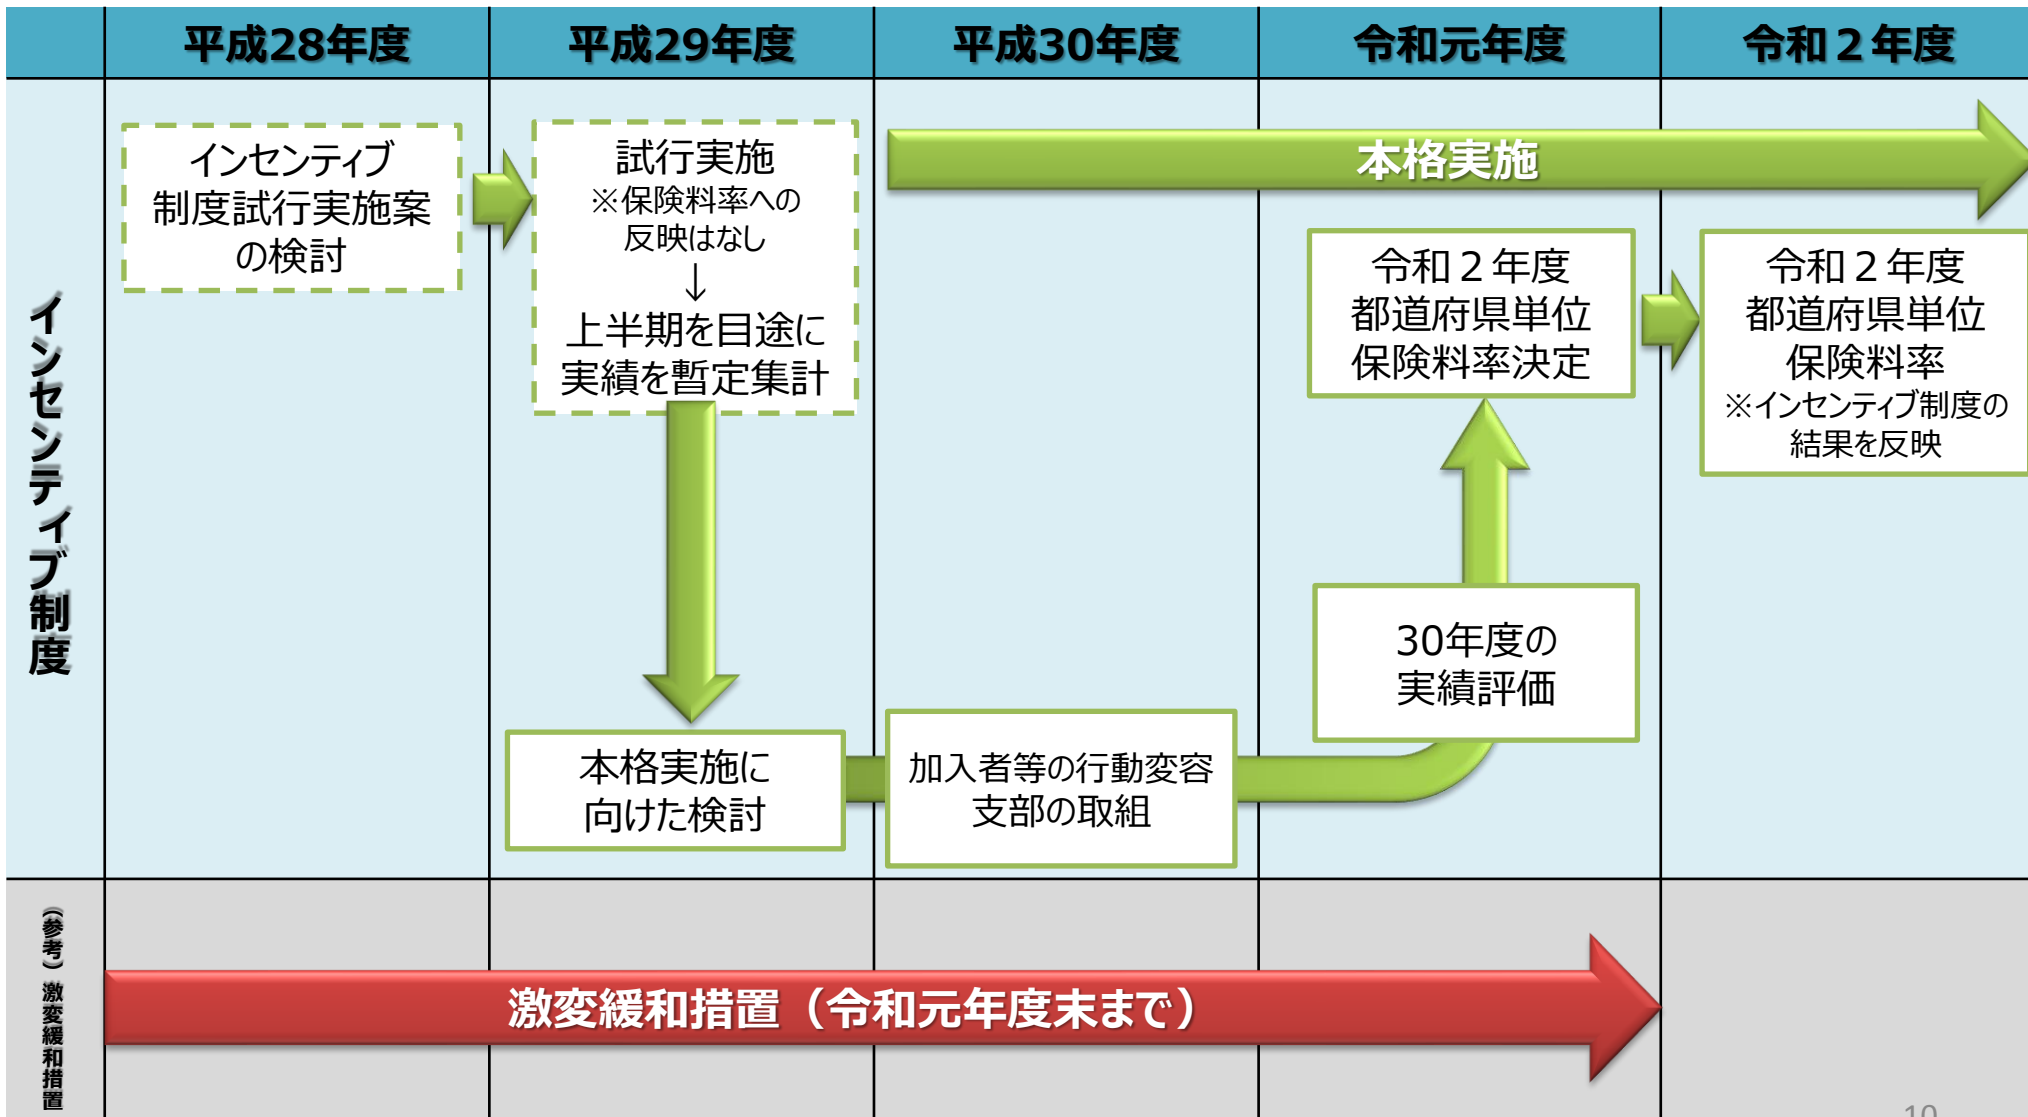 平成28年度
平成29年度
平成30年度
令和元年度
令和２年度
インセンティブ制度
インセンティブ
制度試行実施案
の検討
試行実施
※保険料率への
反映はなし
↓
上半期を目途に
実績を暫定集計
本格実施
令和２年度
都道府県単位
保険料率決定
令和２年度
都道府県単位
保険料率
※インセンティブ制度の
結果を反映
30年度の
実績評価
本格実施に
向けた検討
加入者等の行動変容
支部の取組
（参考）激変緩和措置
激変緩和措置（令和元年度末まで）
10